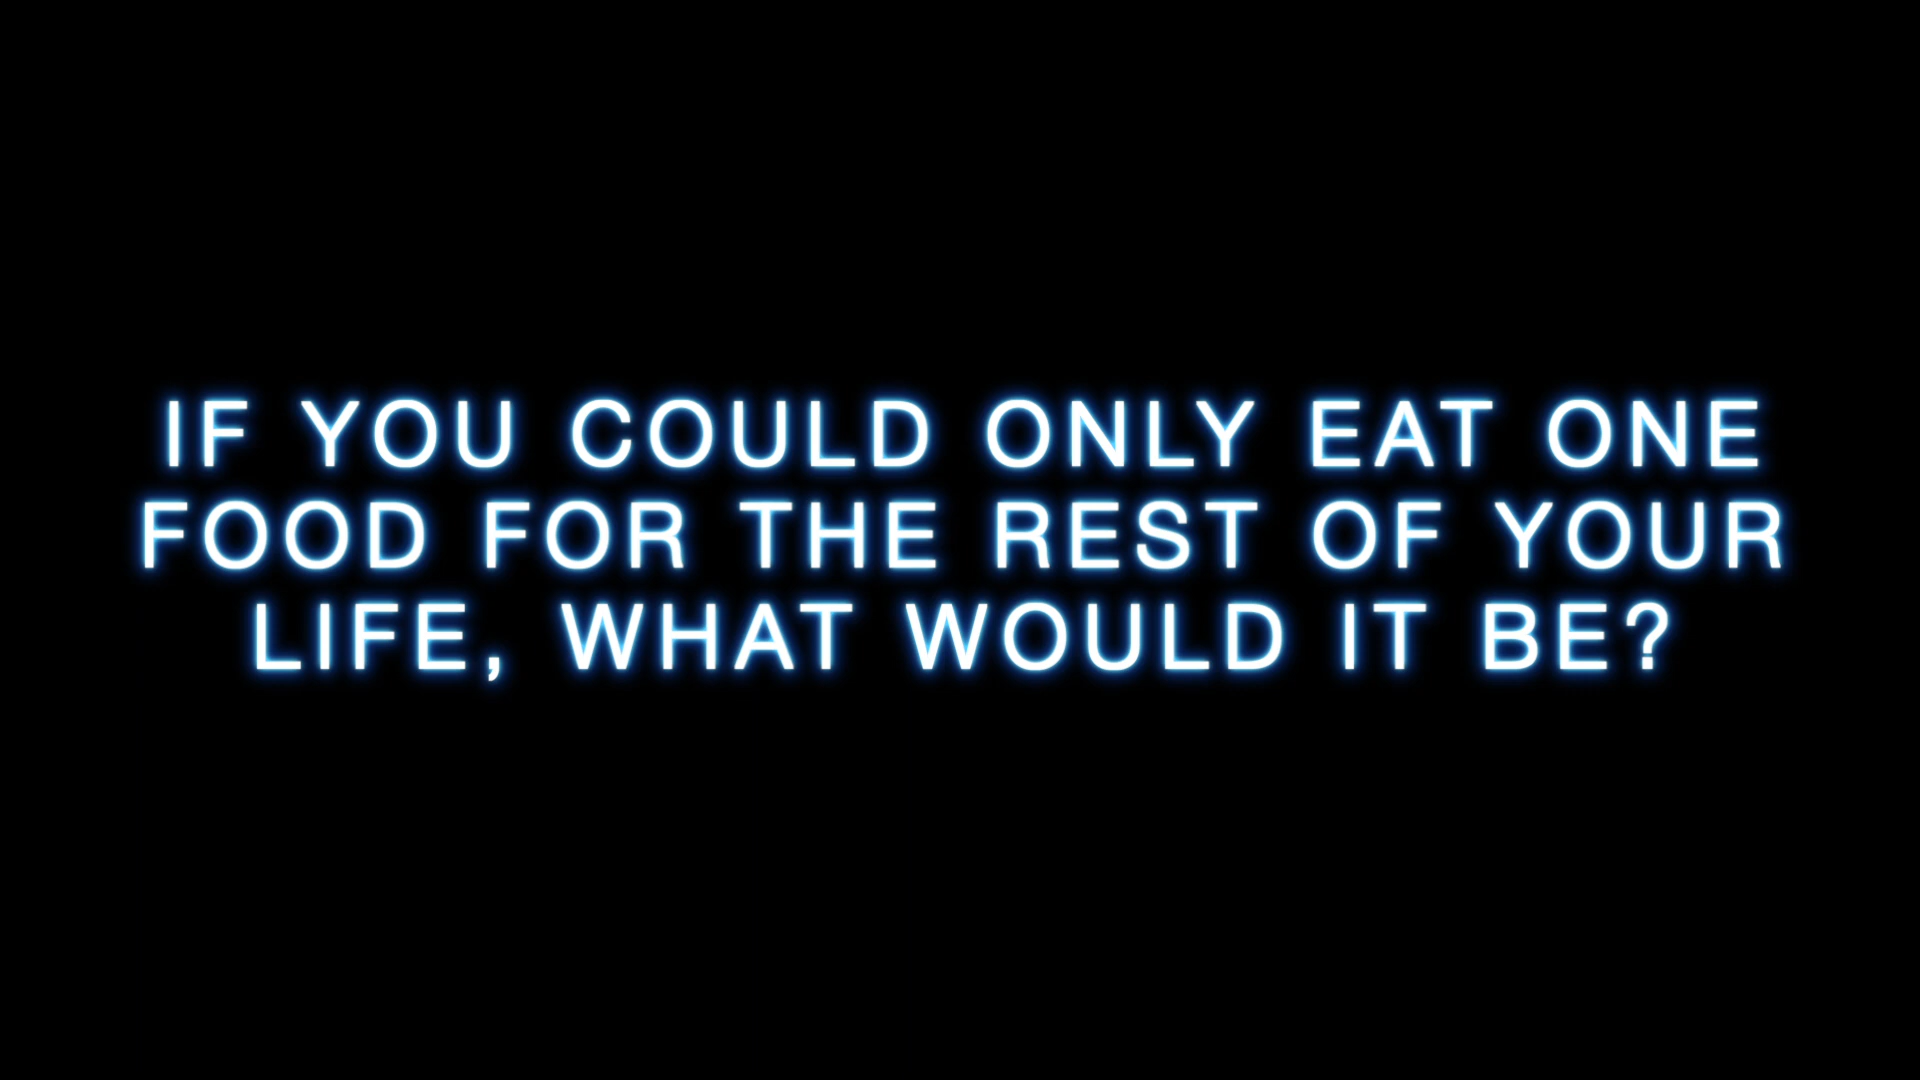 IF YOU COULD ONLY EAT ONE
FOOD FOR THE REST OF YOUR
LIFE, WHAT WOULD IT BE?